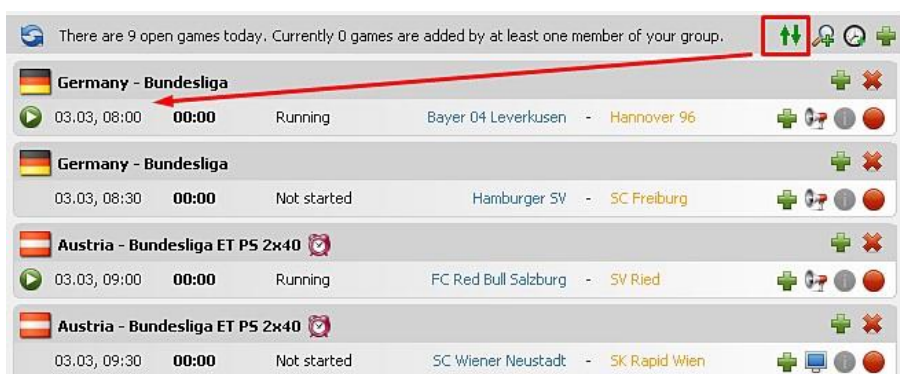 There are 9 open games today. Currently 0 games are added by at least one member of your group.
Germany - Bundesliga
03.03, 08:00 00:00 Running Bayer 04 Leverkusen - Hannover 96
Germany - Bundesliga
03.03, 08:30 00:00 Not started Hamburger SV - SC Freiburg
Austria - Bundesliga ET PS 2x40
03.03, 09:00 00:00 Running FC Red Bull Salzburg - SV Ried
Austria - Bundesliga ET PS 2x40
03.03, 09:30 00:00 Not started SC Wiener Neustadt - SK Rapid Wien